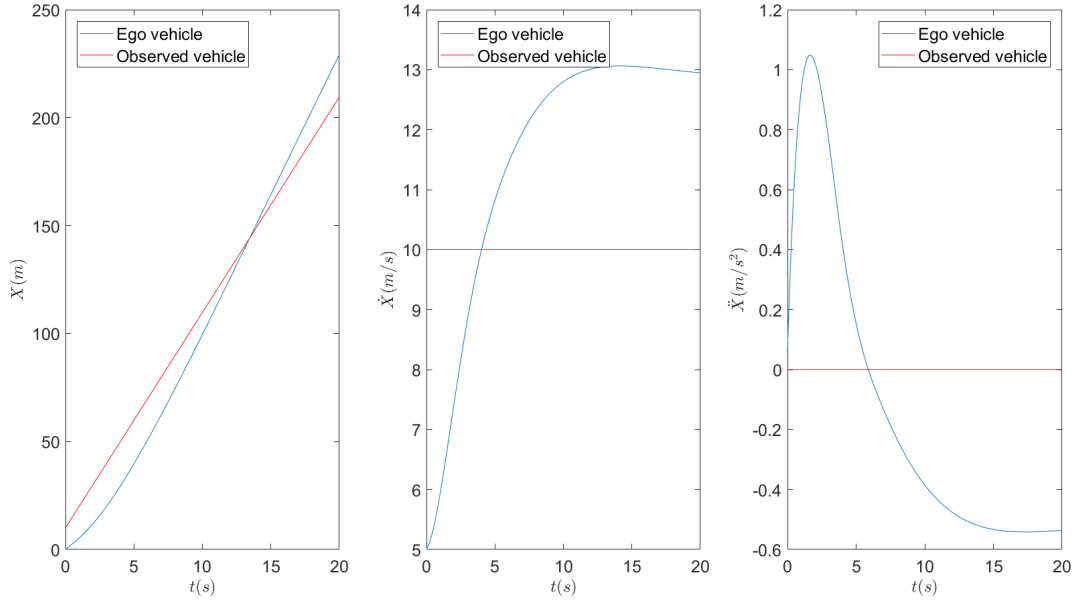 250
200
150
100
50
0
X(m)
0 5 10 15 20
t(s)
Ego vehicle
Observed vehicle
14
13
12
11
10
9
8
7
6
5
Ẋ(m/s)
0 5 10 15 20
t(s)
Ego vehicle
Observed vehicle
1.2
1
0.8
0.6
0.4
0.2
0
-0.2
-0.4
-0.6
Ẍ(m/s²)
0 5 10 15 20
t(s)
Ego vehicle
Observed vehicle